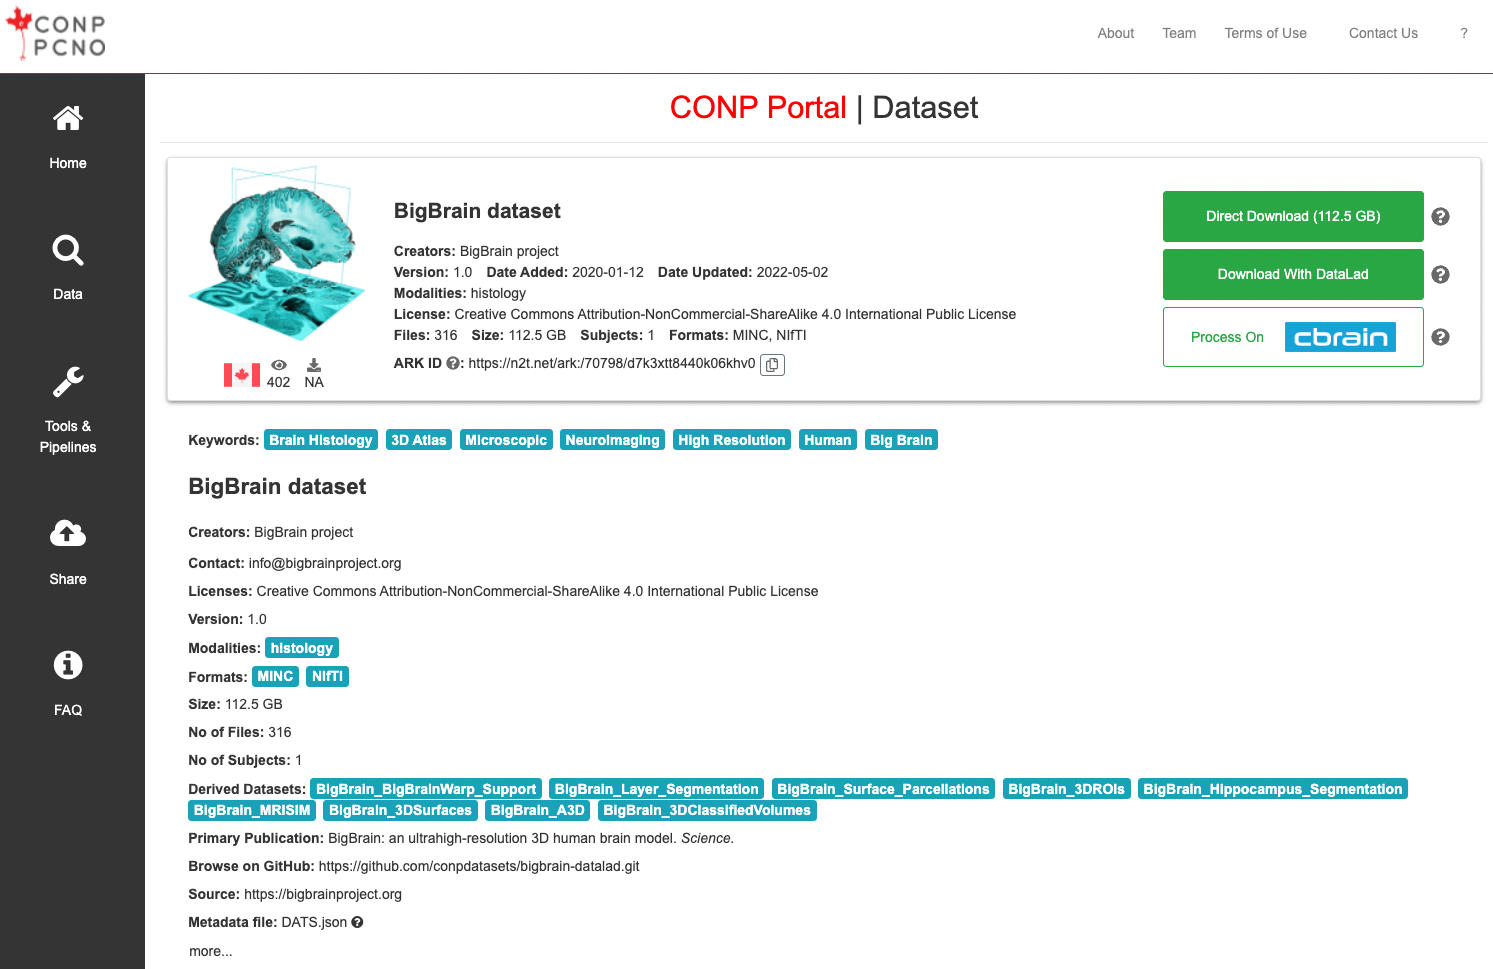 CONP
PCNO
About Team Terms of Use Contact Us ?
Home
Data
Tools &
Pipelines
Share
FAQ
CONP Portal | Dataset
BigBrain dataset
Creators: BigBrain project
Version: 1.0 Date Added: 2020-01-12 Date Updated: 2022-05-02
Modalities: histology
License: Creative Commons Attribution-NonCommercial-ShareAlike 4.0 International Public License
Files: 316 Size: 112.5 GB Subjects: 1 Formats: MINC, NIfTI
ARK ID ?: https://n2t.net/ark:/70798/d7k3xtt8440k06khv0
402 NA
Direct Download (112.5 GB) ?
Download With DataLad ?
Process On cbrain ?
Keywords: Brain Histology 3D Atlas Microscopic Neuroimaging High Resolution Human Big Brain
BigBrain dataset
Creators: BigBrain project
Contact: info@bigbrainproject.org
Licenses: Creative Commons Attribution-NonCommercial-ShareAlike 4.0 International Public License
Version: 1.0
Modalities: histology
Formats: MINC NIfTI
Size: 112.5 GB
No of Files: 316
No of Subjects: 1
Derived Datasets: BigBrain_BigBrainWarp_Support BigBrain_Layer_Segmentation BigBrain_Surface_Parcellations BigBrain_3DROIs BigBrain_Hippocampus_Segmentation
BigBrain_MRISIM BigBrain_3DSurfaces BigBrain_A3D BigBrain_3DClassifiedVolumes
Primary Publication: BigBrain: an ultrahigh-resolution 3D human brain model. Science.
Browse on GitHub: https://github.com/conpdatasets/bigbrain-datalad.git
Source: https://bigbrainproject.org
Metadata file: DATS.json ?
more...